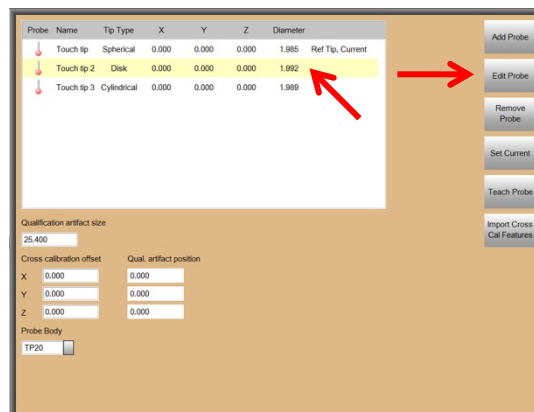 Probe Name Tip Type X Y Z Diameter
Touch tip Spherical 0.000 0.000 0.000 1.985 Ref Tip, Current
Touch tip 2 Disk 0.000 0.000 0.000 1.992
Touch tip 3 Cylindrical 0.000 0.000 0.000 1.989
Add Probe
Edit Probe
Remove
Probe
Set Current
Teach Probe
Import Cross
Cal Features
Qualification artifact size
25.400
Cross calibration offset Qual. artifact position
X 0.000 0.000
Y 0.000 0.000
Z 0.000 0.000
Probe Body
TP20